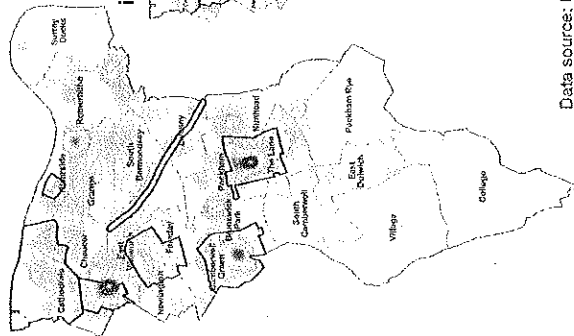 Surrey
Docks
Rotherhithe
Riverside
Cathedrals
Chaucer
Grange
South
Bermondsey
East
Walworth
Newington
Faraday
Livesey
Peckham
Nunhead
Camberwell
Green
Brunswick
Park
The Lane
South
Camberwell
Peckham Rye
East
Dulwich
Village
College
Data source: